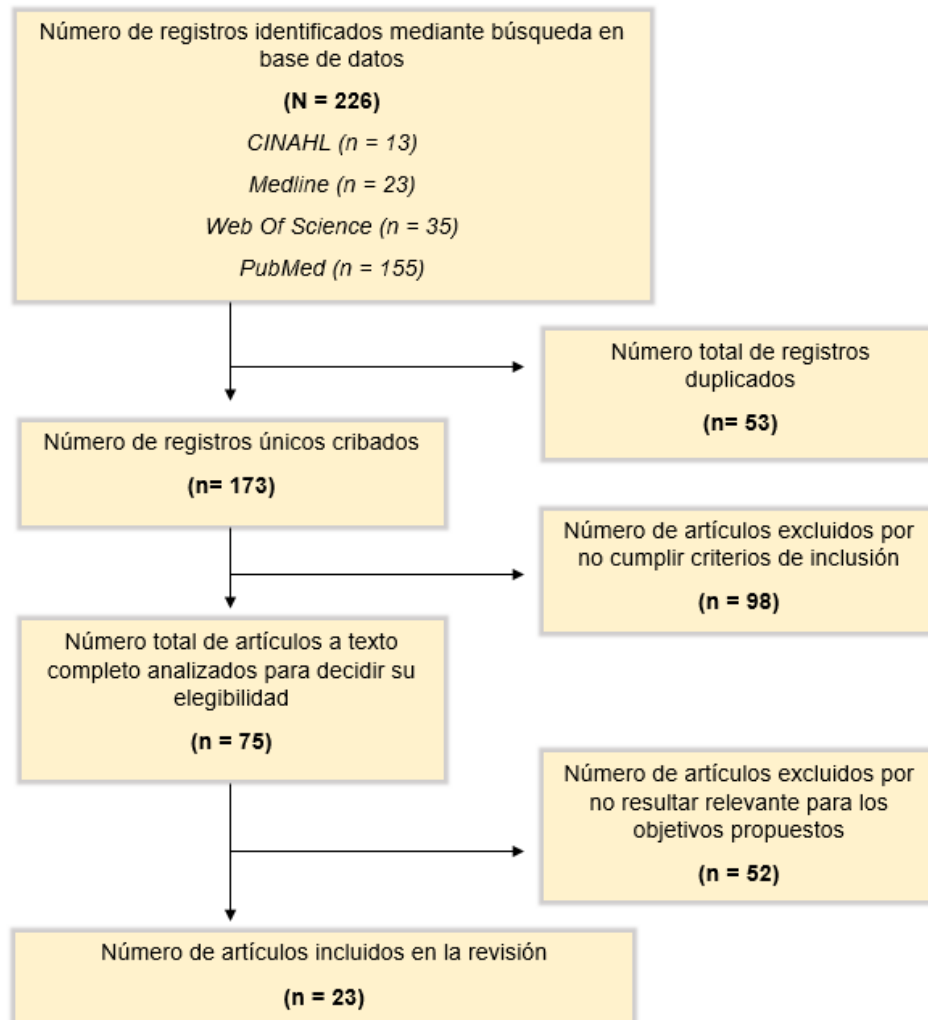 Número de registros identificados mediante búsqueda en
base de datos
(N = 226)
CINAHL (n = 13)
Medline (n = 23)
Web Of Science (n = 35)
PubMed (n = 155)
Número total de registros
duplicados
(n= 53)
Número de registros únicos cribados
(n= 173)
Número de artículos excluidos por
no cumplir criterios de inclusión
(n = 98)
Número total de artículos a texto
completo analizados para decidir su
elegibilidad
(n = 75)
Número de artículos excluidos por
no resultar relevante para los
objetivos propuestos
(n = 52)
Número de artículos incluidos en la revisión
(n = 23)